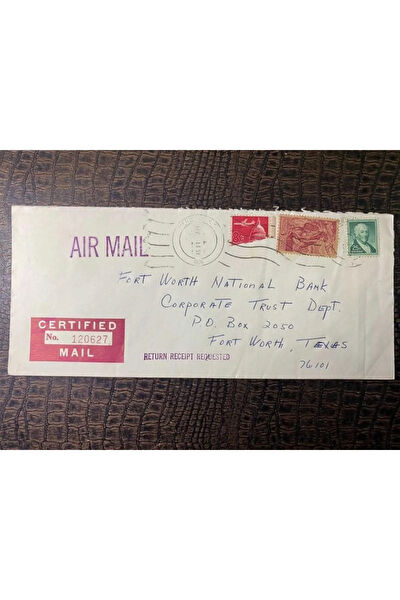 AIR MAIL
FORT WORTH NATIONAL BANK
CORPORATE TRUST DEPT.
P.O. BOX 2050
FORT WORTH, TEXAS
76101
CERTIFIED
No. 120627
MAIL
RETURN RECEIPT REQUESTED